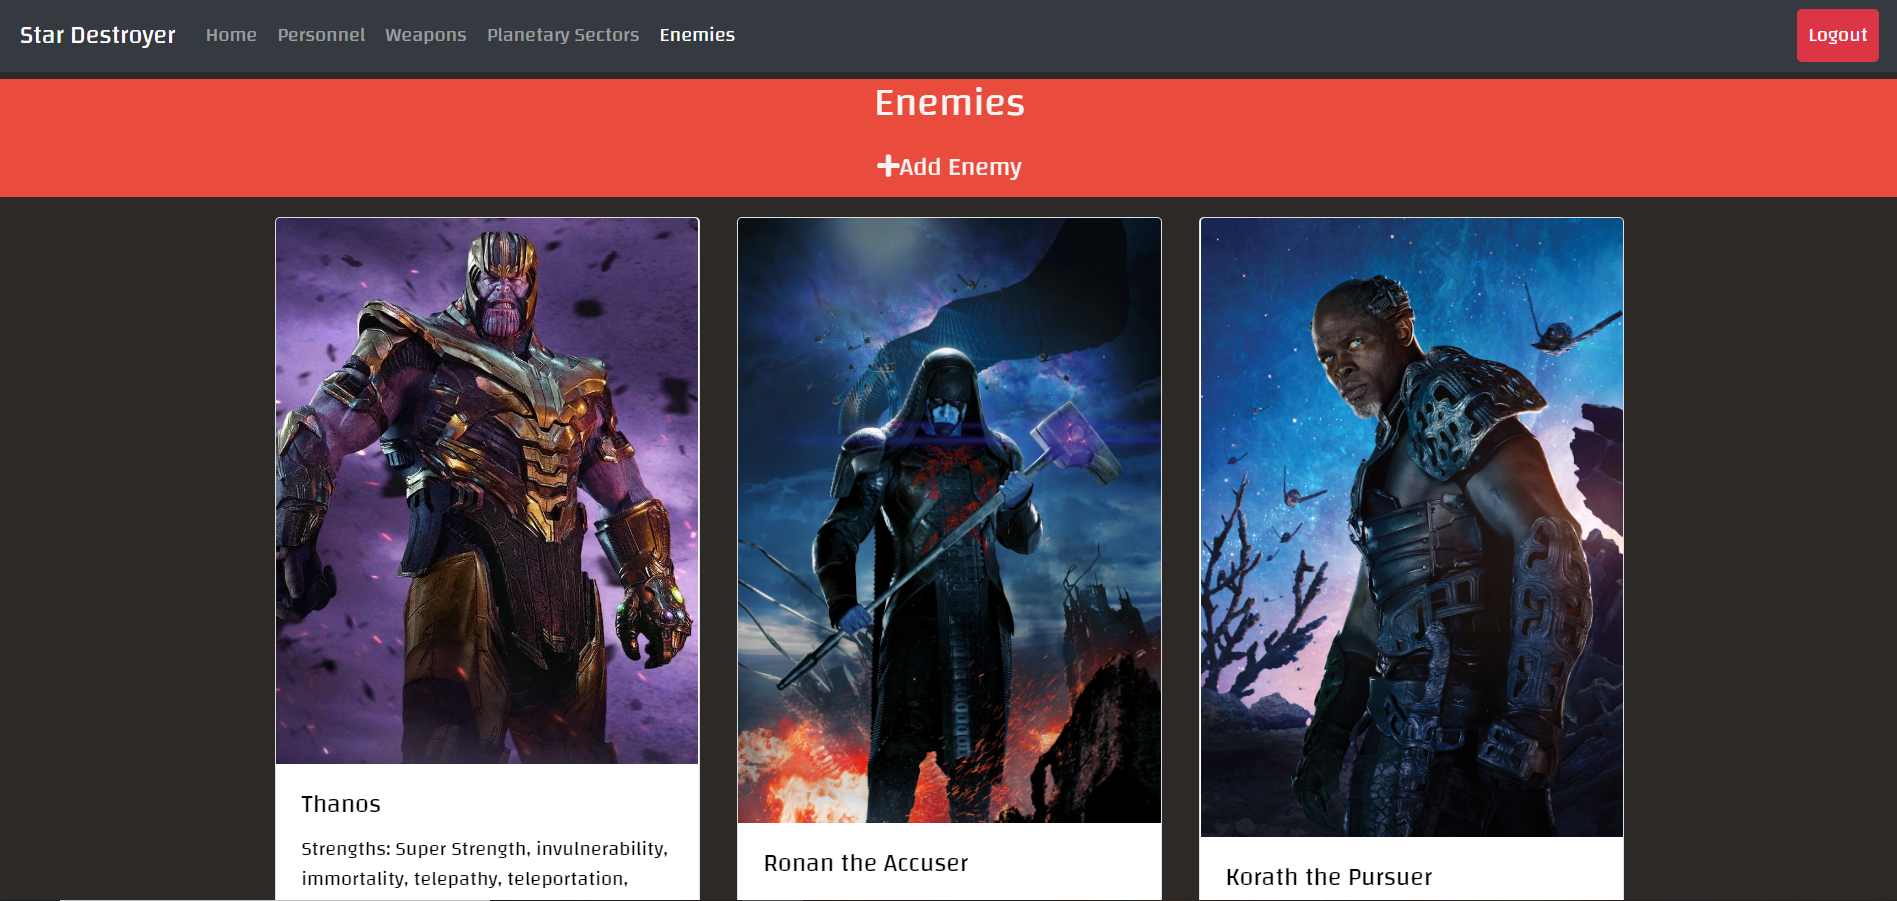 Star Destroyer Home Personnel Weapons Planetary Sectors Enemies Logout
Enemies
Add Enemy
Thanos
Strengths: Super Strength, invulnerability,
immortality, telepathy, teleportation,
Ronan the Accuser
Korath the Pursuer